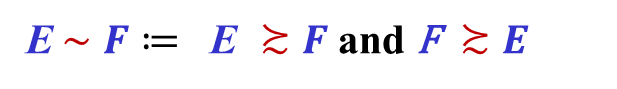 E ~ F := E ≿ F and F ≿ E